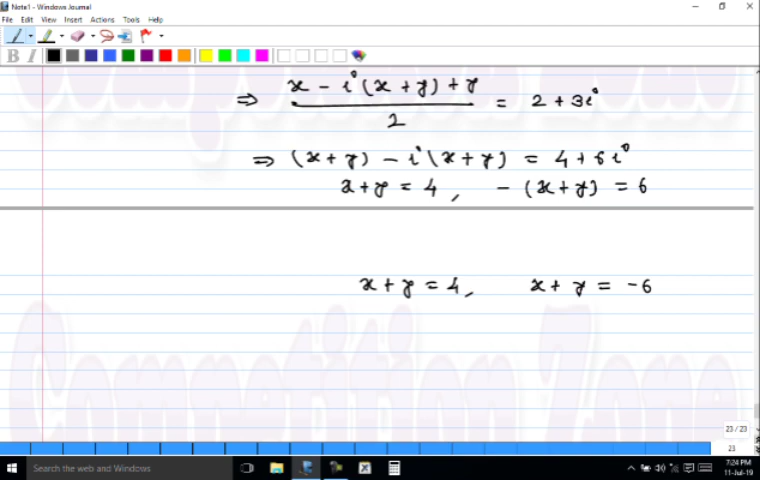 Note1 - Windows Journal
File Edit View Insert Actions Tools Help
B I
⇒ x - i(x + y) + y / 2 = 2 + 3i
⇒ (x + y) - i(x + y) = 4 + 6i
x + y = 4, - (x + y) = 6
x + y = 4, x + y = -6
Competition Zone
23 / 23
23
Search the web and Windows
7:24 PM
11-Jul-19